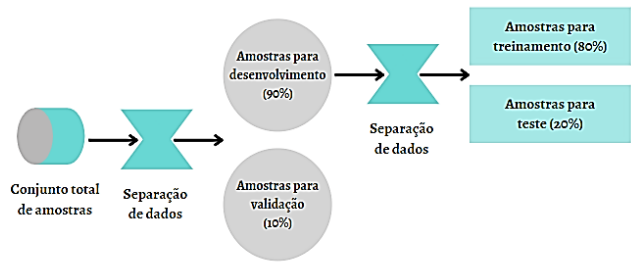 Conjunto total
de amostras
Separação
de dados
Amostras para
desenvolvimento
(90%)
Amostras para
validação
(10%)
Separação
de dados
Amostras para
treinamento (80%)
Amostras para
teste (20%)